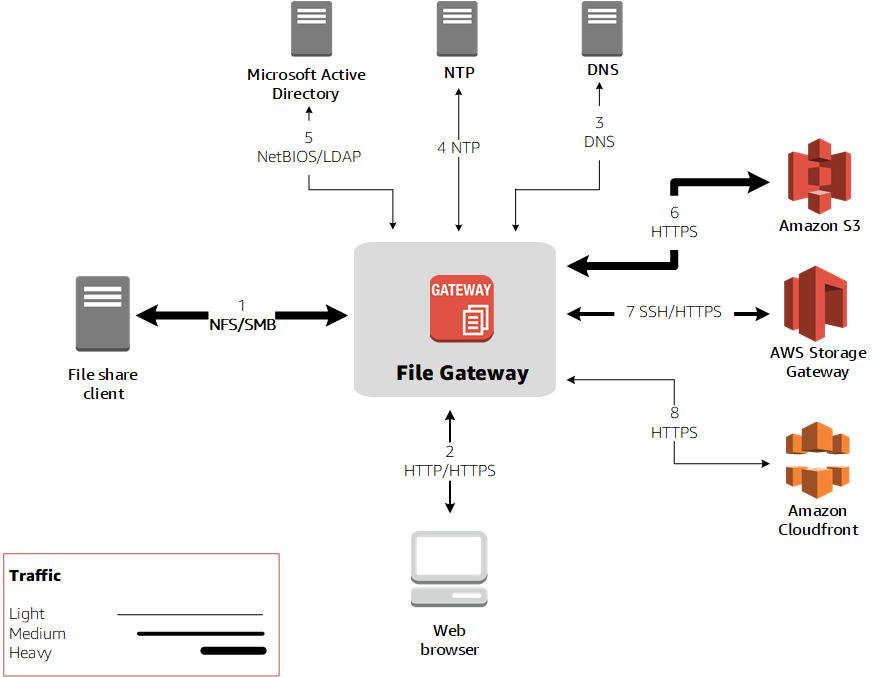 Microsoft Active
Directory
NTP
DNS
5
NetBIOS/LDAP
4 NTP
3
DNS
6
HTTPS
Amazon S3
GATEWAY
File Gateway
1
NFS/SMB
File share
client
7 SSH/HTTPS
AWS Storage
Gateway
8
HTTPS
Amazon
Cloudfront
2
HTTP/HTTPS
Web
browser
Traffic
Light
Medium
Heavy